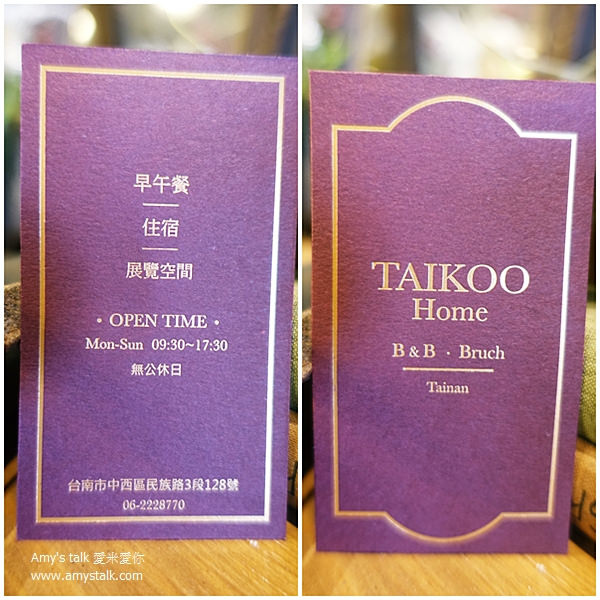 早午餐
住宿
展覽空間
• OPEN TIME •
Mon-Sun 09:30~17:30
無公休日
台南市中西區民族路3段128號
06-2228770
Amy's talk 愛米愛你
www.amystalk.com
TAIKOO
Home
B & B · Bruch
Tainan